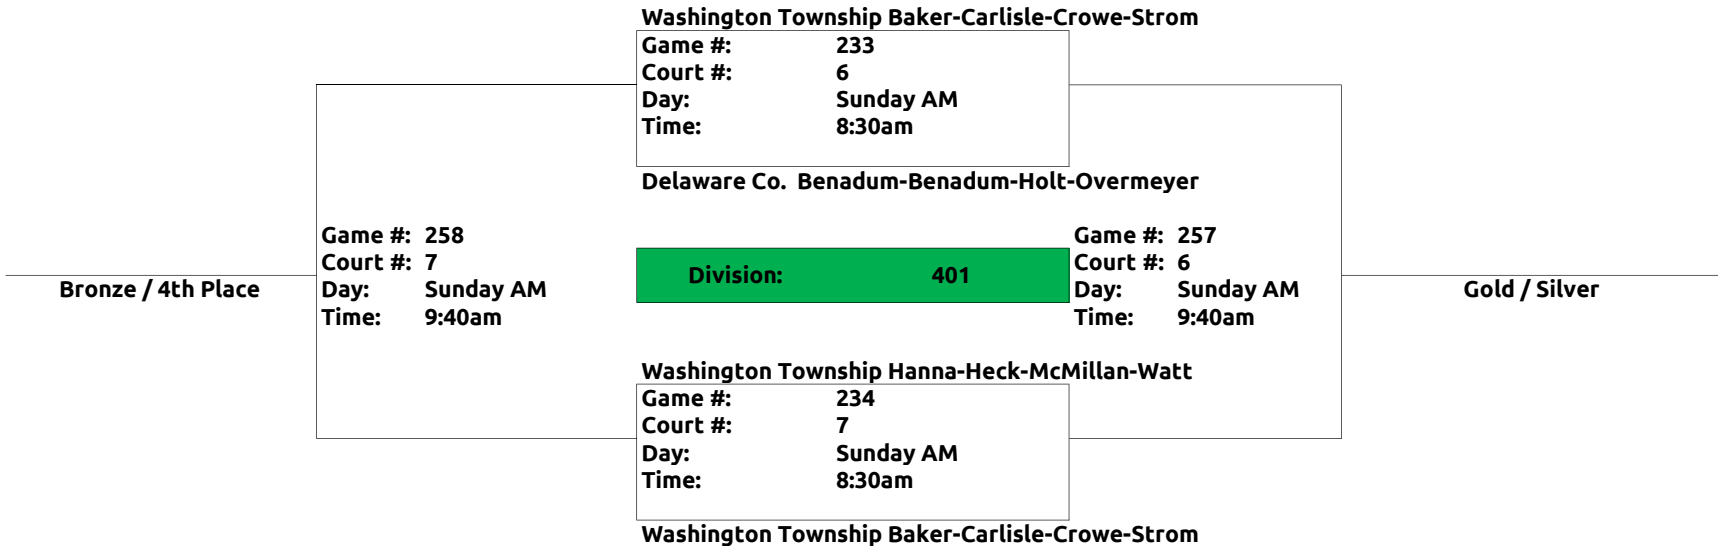 Washington Township Baker-Carlisle-Crowe-Strom
Game #: 233
Court #: 6
Day: Sunday AM
Time: 8:30am
Delaware Co.  Benadum-Benadum-Holt-Overmeyer
Game #: 258
Court #: 7
Day: Sunday AM
Time: 9:40am
Bronze / 4th Place
Division: 401
Game #: 257
Court #: 6
Day: Sunday AM
Time: 9:40am
Gold / Silver
Washington Township Hanna-Heck-McMillan-Watt
Game #: 234
Court #: 7
Day: Sunday AM
Time: 8:30am
Washington Township Baker-Carlisle-Crowe-Strom